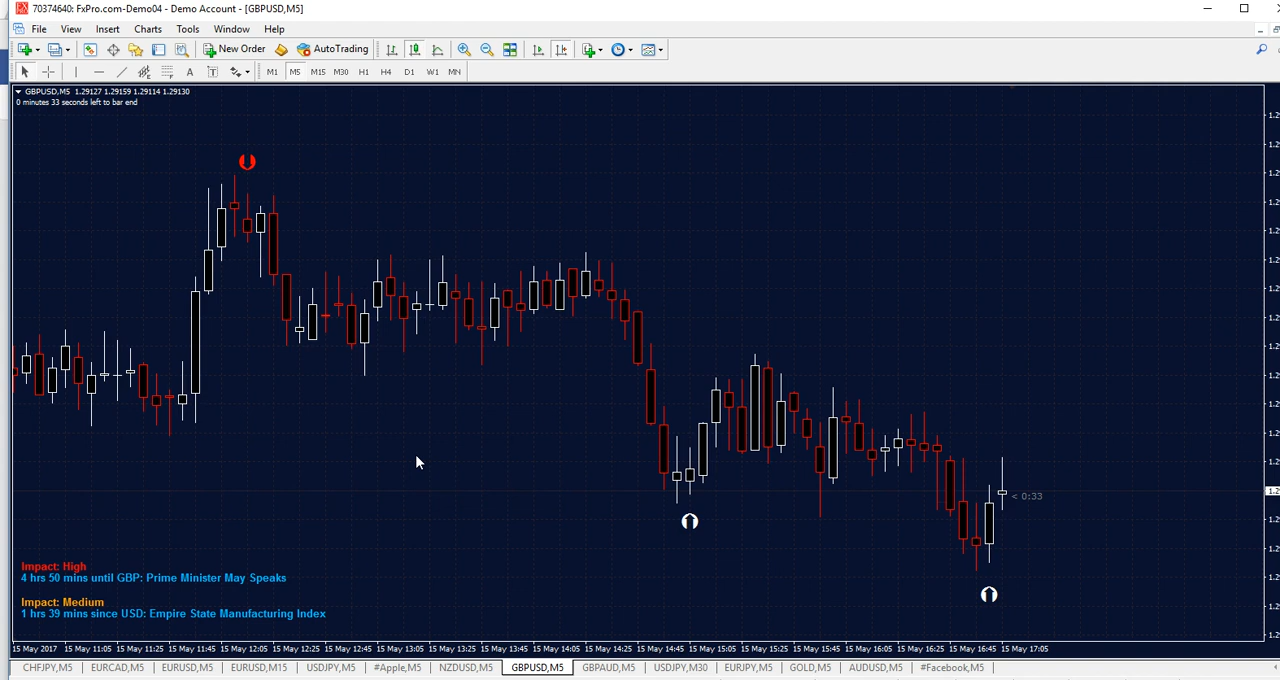 70374640: FxPro.com-Demo04 - Demo Account - [GBPUSD,M5]
File View Insert Charts Tools Window Help
New Order AutoTrading
A T M1 M5 M15 M30 H1 H4 D1 W1 MN
GBPUSD,M5 1.29127 1.29159 1.29114 1.29130
0 minutes 33 seconds left to bar end
< 0:33
Impact: High
4 hrs 50 mins until GBP: Prime Minister May Speaks
Impact: Medium
1 hrs 39 mins since USD: Empire State Manufacturing Index
15 May 2017 15 May 11:05 15 May 11:25 15 May 11:45 15 May 12:05 15 May 12:25 15 May 12:45 15 May 13:05 15 May 13:25 15 May 13:45 15 May 14:05 15 May 14:25 15 May 14:45 15 May 15:05 15 May 15:25 15 May 15:45 15 May 16:05 15 May 16:25 15 May 16:45 15 May 17:05
CHFJPY,M5 EURCAD,M5 EURUSD,M5 EURUSD,M15 USDJPY,M5 #Apple,M5 NZDUSD,M5 GBPUSD,M5 GBPAUD,M5 USDJPY,M30 EURJPY,M5 GOLD,M5 AUDUSD,M5 #Facebook,M5